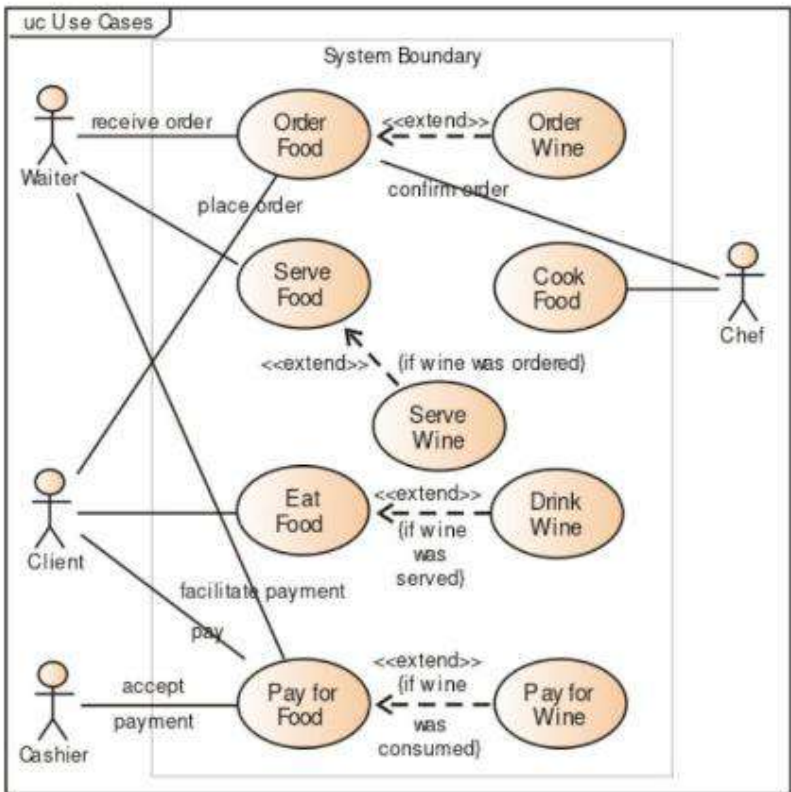 uc Use Cases
System Boundary
receive order
Order
Food
<<extend>>
Order
Wine
Waiter
place order
confirm order
Serve
Food
Cook
Food
Chef
<<extend>>
{if wine was ordered}
Serve
Wine
Eat
Food
<<extend>>
{if wine
was
served}
Drink
Wine
Client
facilitate payment
pay
accept
payment
Pay for
Food
<<extend>>
{if wine
was
consumed}
Pay for
Wine
Cashier